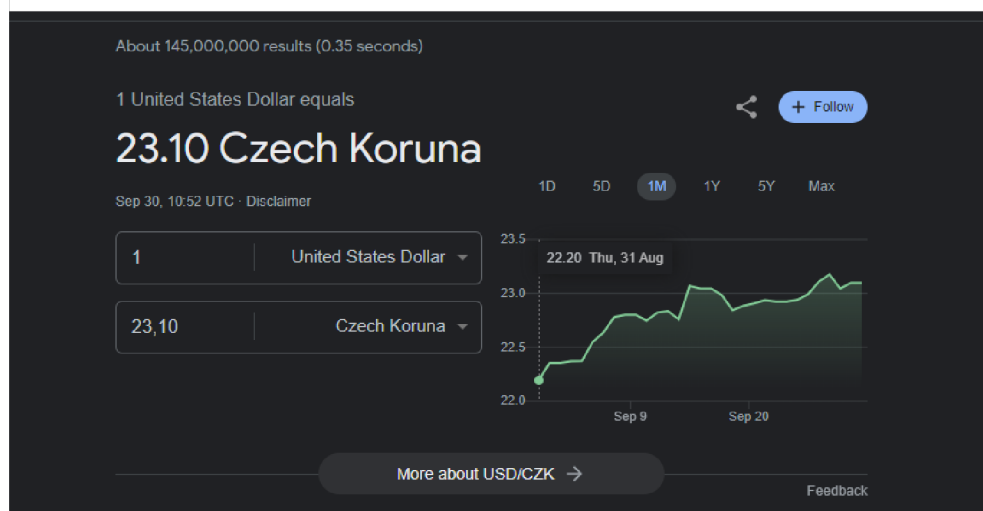 About 145,000,000 results (0.35 seconds)
1 United States Dollar equals
+ Follow
23.10 Czech Koruna
Sep 30, 10:52 UTC · Disclaimer
1D 5D 1M 1Y 5Y Max
1 United States Dollar
23,10 Czech Koruna
23.5
22.20 Thu, 31 Aug
23.0
22.5
22.0
Sep 9 Sep 20
More about USD/CZK
Feedback